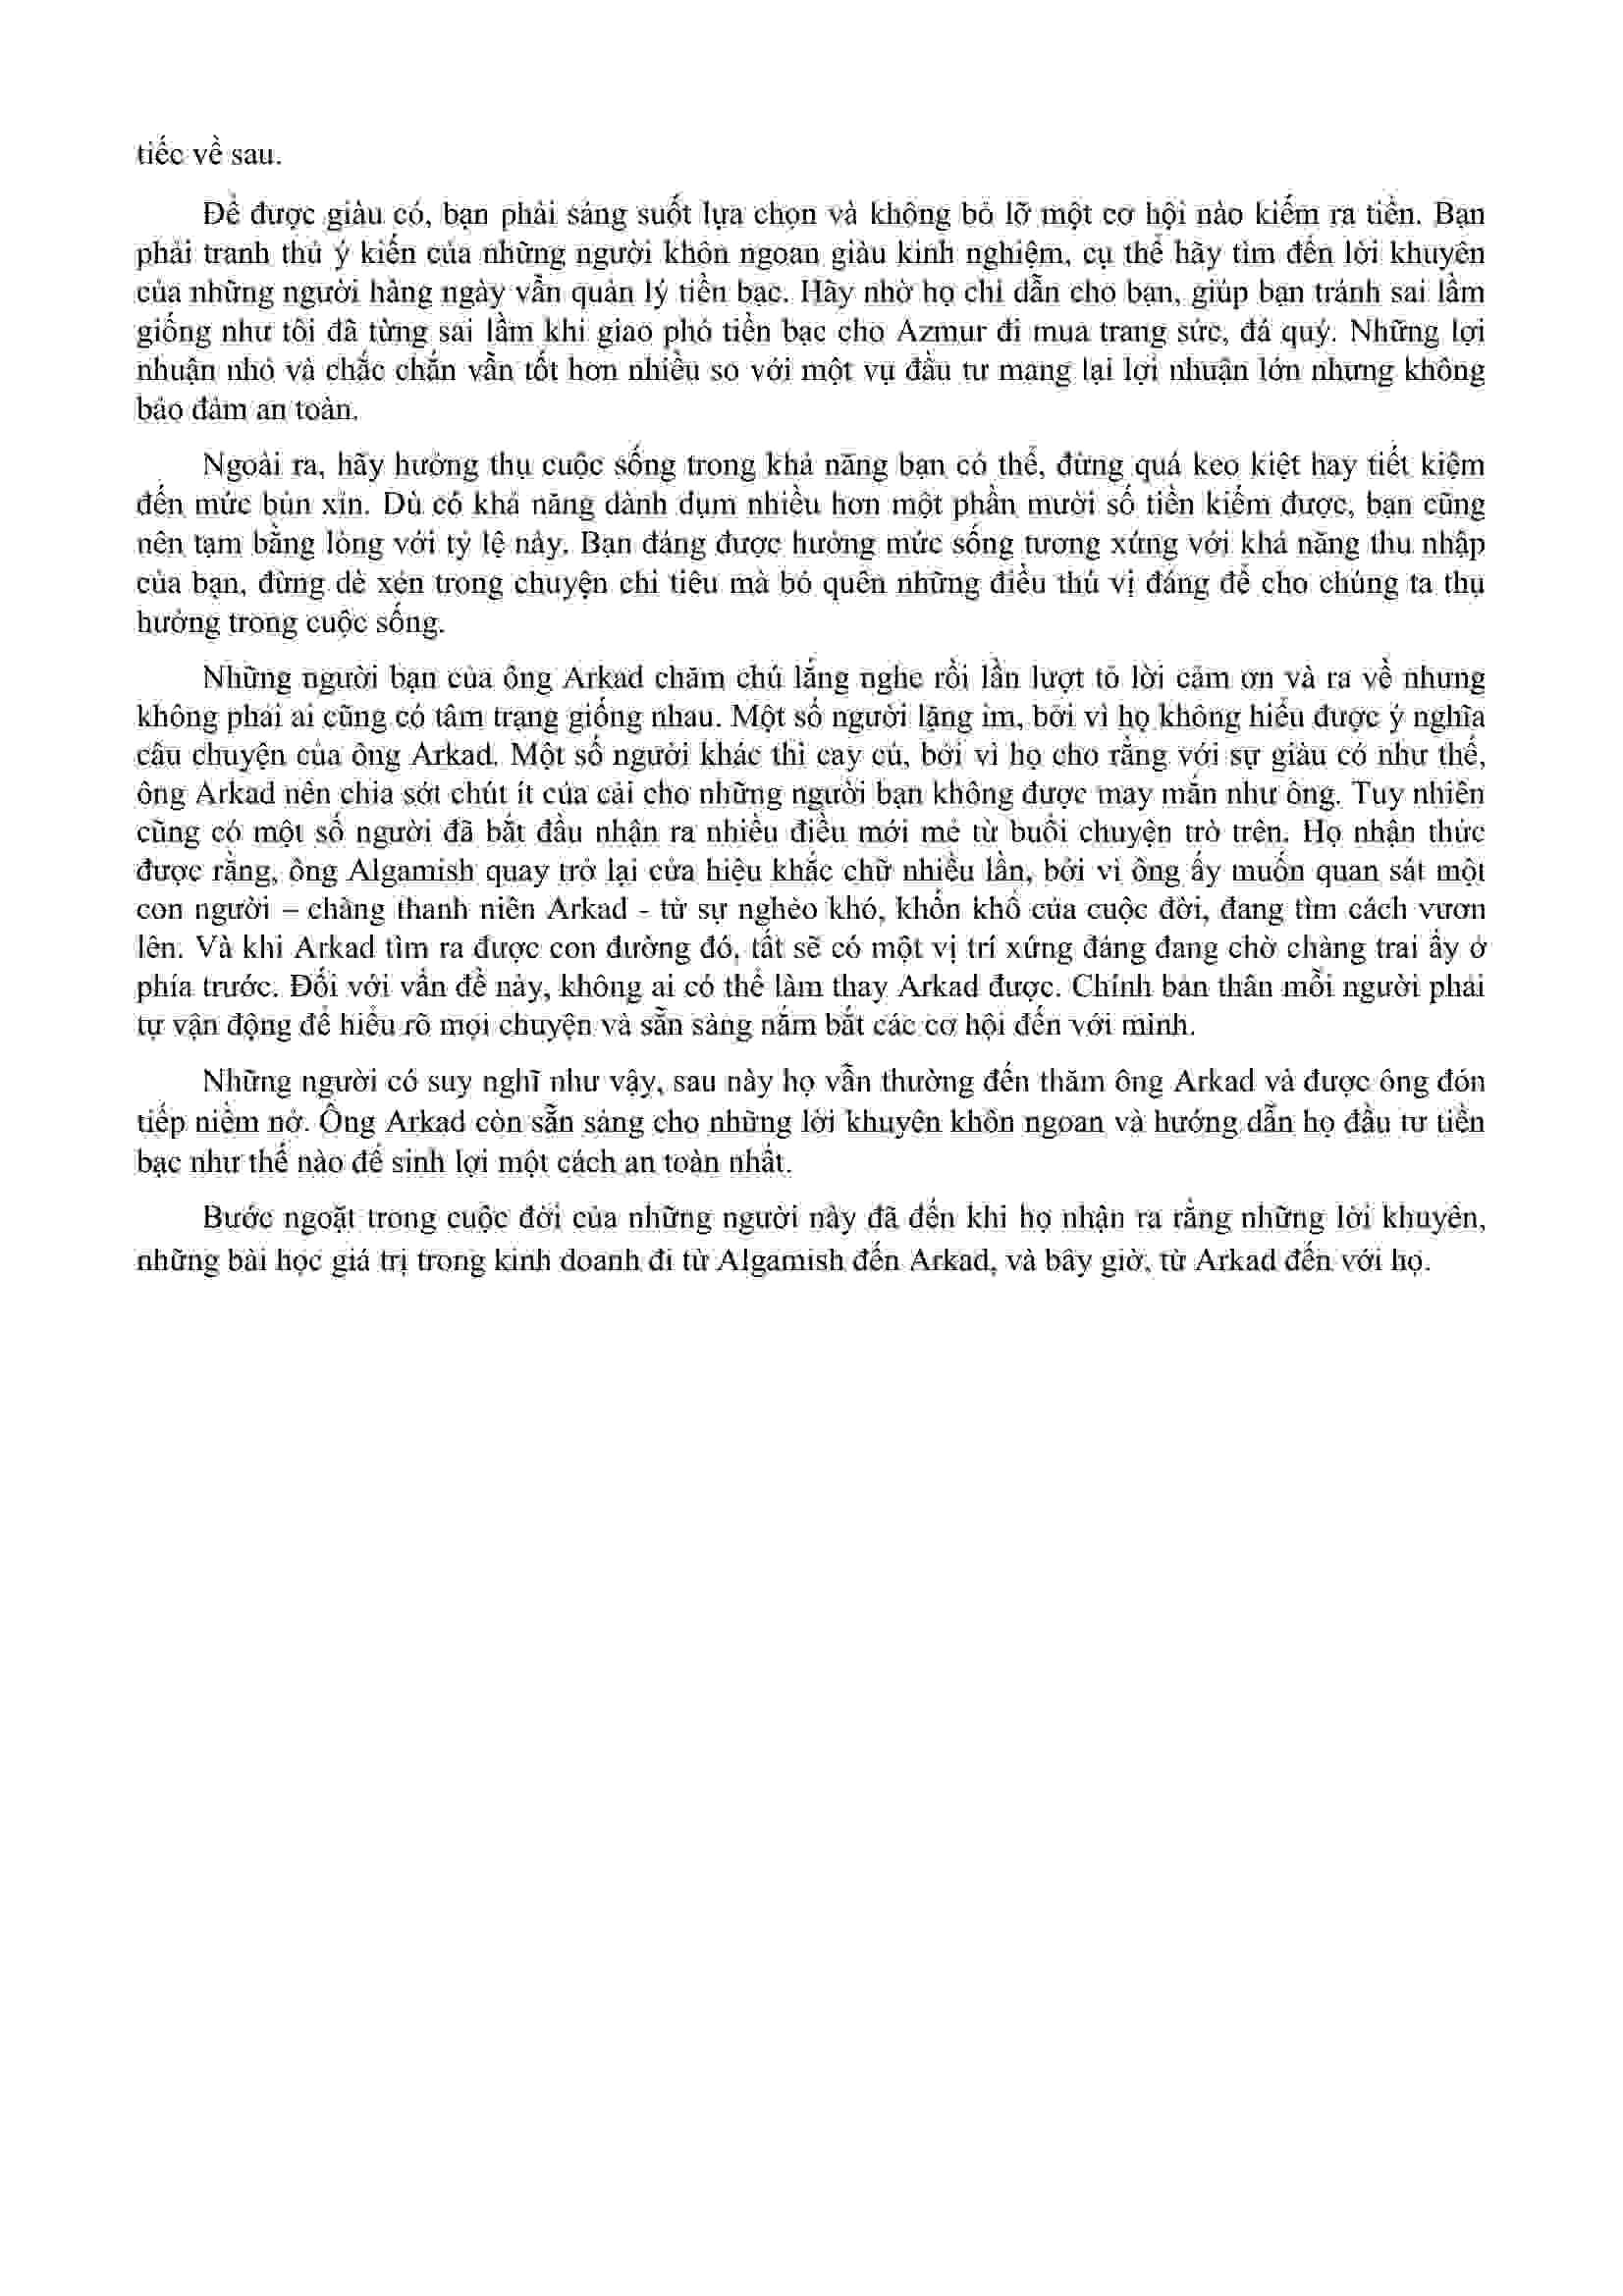 tiếc về sau.
Để được giàu có, bạn phải sáng suốt lựa chọn và không bỏ lỡ một cơ hội nào kiếm ra tiền. Bạn
phải tranh thủ ý kiến của những người khôn ngoan giàu kinh nghiệm, cụ thể hãy tìm đến lời khuyên
của những người hàng ngày vẫn quản lý tiền bạc. Hãy nhờ họ chỉ dẫn cho bạn, giúp bạn tránh sai lầm
giống như tôi đã từng sai lầm khi giao phó tiền bạc cho Azmur đi mua trang sức, đá quý. Những lợi
nhuận nhỏ và chắc chắn vẫn tốt hơn nhiều so với một vụ đầu tư mang lại lợi nhuận lớn nhưng không
bảo đảm an toàn.
Ngoài ra, hãy hưởng thụ cuộc sống trong khả năng bạn có thể, đừng quá keo kiệt hay tiết kiệm
đến mức bủn xỉn. Dù có khả năng dành dụm nhiều hơn một phần mười số tiền kiếm được, bạn cũng
nên tạm bằng lòng với tỷ lệ này. Bạn đáng được hưởng mức sống tương xứng với khả năng thu nhập
của bạn, đừng dè xẻn trong chuyện chi tiêu mà bỏ quên những điều thú vị đáng để cho chúng ta thụ
hưởng trong cuộc sống.
Những người bạn của ông Arkad chăm chú lắng nghe rồi lần lượt tỏ lời cảm ơn và ra về nhưng
không phải ai cũng có tâm trạng giống nhau. Một số người lặng im, bởi vì họ không hiểu được ý nghĩa
câu chuyện của ông Arkad. Một số người khác thì cay cú, bởi vì họ cho rằng với sự giàu có như thế,
ông Arkad nên chia sớt chút ít của cải cho những người bạn không được may mắn như ông. Tuy nhiên
cũng có một số người đã bắt đầu nhận ra nhiều điều mới mẻ từ buổi chuyện trò trên. Họ nhận thức
được rằng, ông Algamish quay trở lại cửa hiệu khắc chữ nhiều lần, bởi vì ông ấy muốn quan sát một
con người – chàng thanh niên Arkad - từ sự nghèo khó, khốn khổ của cuộc đời, đang tìm cách vươn
lên. Và khi Arkad tìm ra được con đường đó, tất sẽ có một vị trí xứng đáng đang chờ chàng trai ấy ở
phía trước. Đối với vấn đề này, không ai có thể làm thay Arkad được. Chính bản thân mỗi người phải
tự vận động để hiểu rõ mọi chuyện và sẵn sàng nắm bắt các cơ hội đến với mình.
Những người có suy nghĩ như vậy, sau này họ vẫn thường đến thăm ông Arkad và được ông đón
tiếp niềm nở. Ông Arkad còn sẵn sàng cho những lời khuyên khôn ngoan và hướng dẫn họ đầu tư tiền
bạc như thế nào để sinh lợi một cách an toàn nhất.
Bước ngoặt trong cuộc đời của những người này đã đến khi họ nhận ra rằng những lời khuyên,
những bài học giá trị trong kinh doanh đi từ Algamish đến Arkad, và bây giờ, từ Arkad đến với họ.